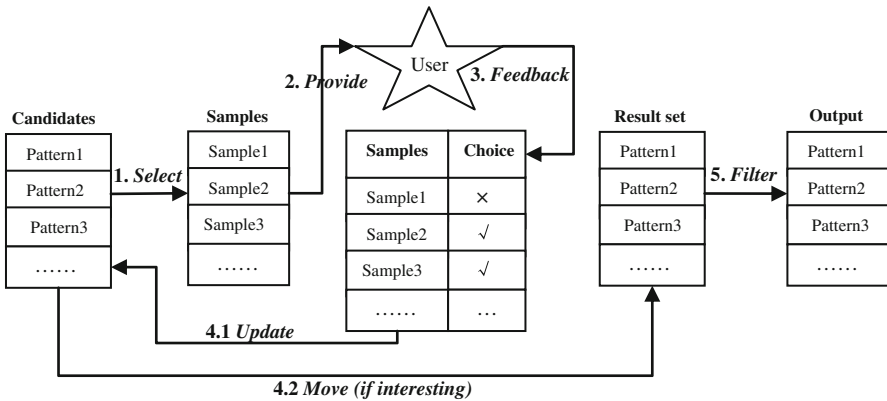 User
2. Provide
3. Feedback
Candidates
Pattern1
Pattern2
Pattern3
……
1. Select
Samples
Sample1
Sample2
Sample3
……
Samples Choice
Sample1 ×
Sample2 √
Sample3 √
…… …
Result set
Pattern1
Pattern2
Pattern3
……
5. Filter
Output
Pattern1
Pattern2
Pattern3
……
4.1 Update
4.2 Move (if interesting)